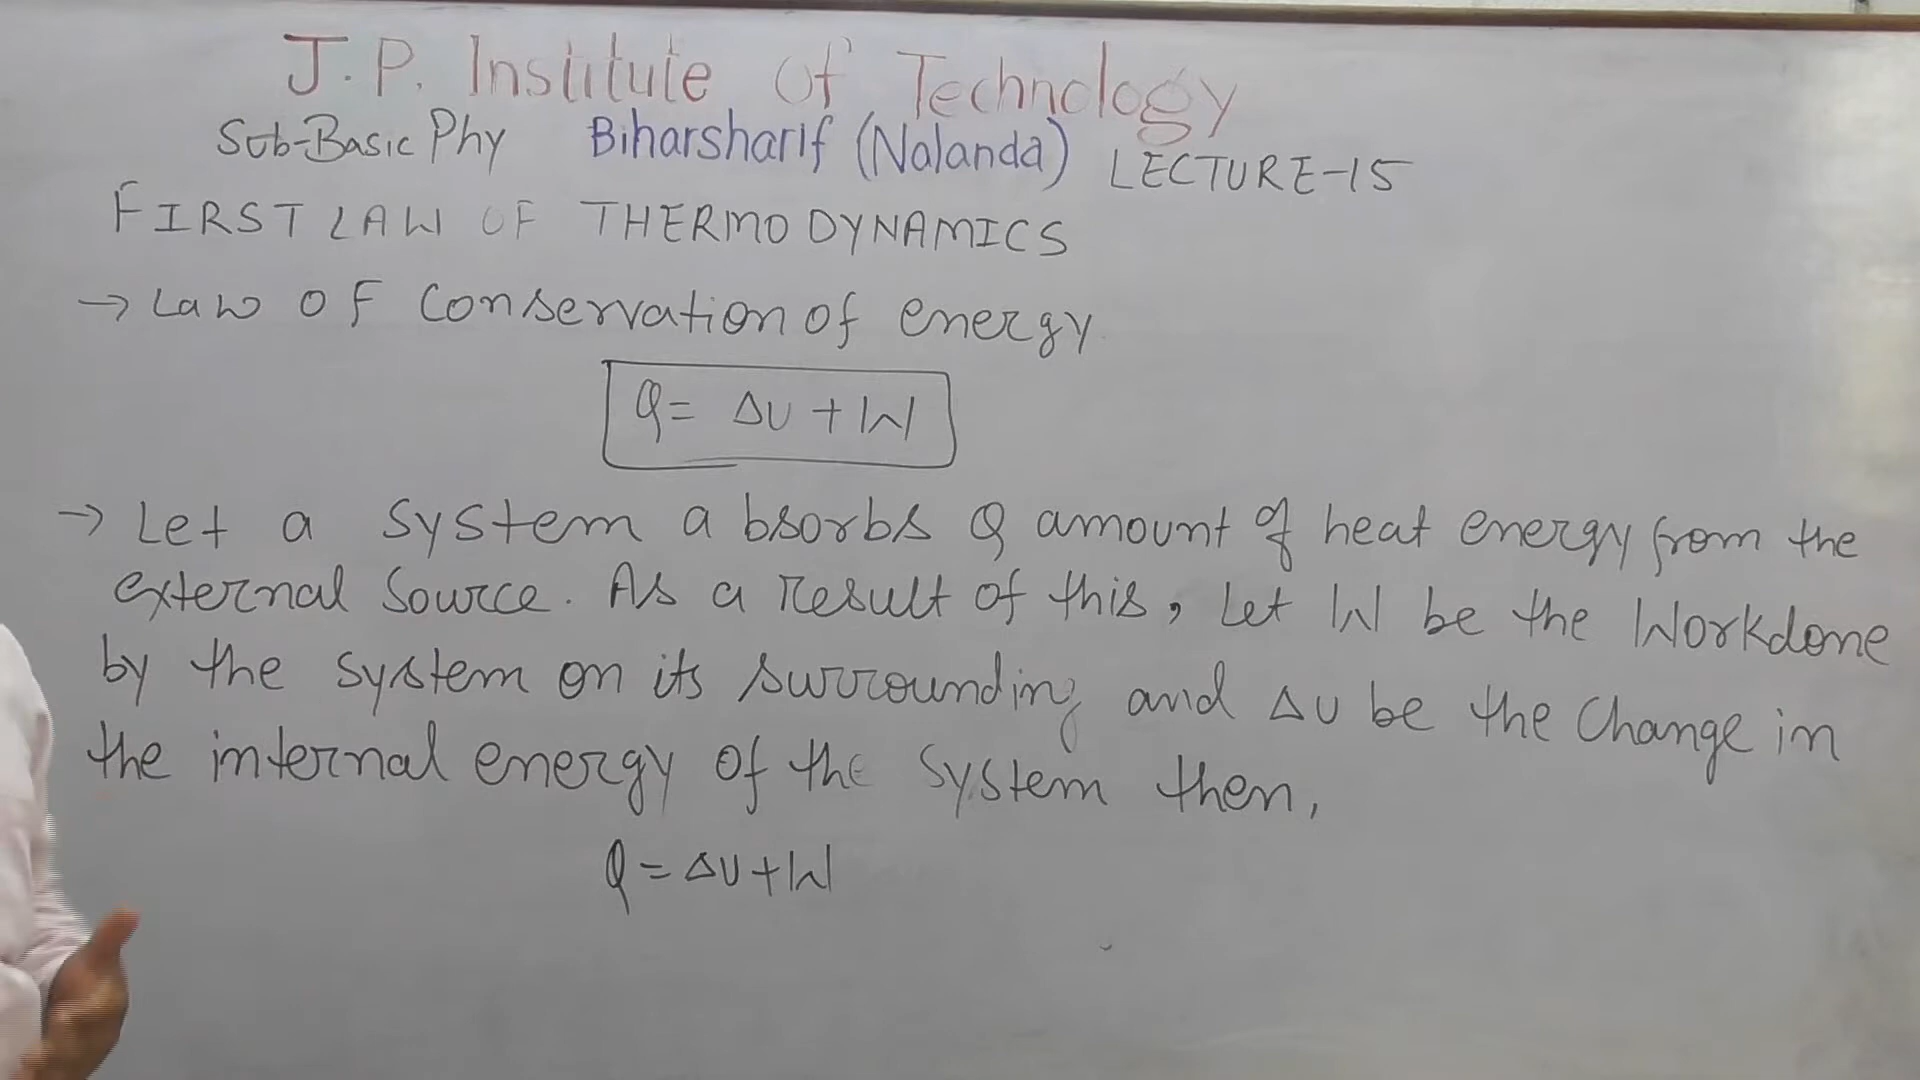 J.P. Institute Of Technology
Sub-Basic Phy Biharsharif (Nalanda) LECTURE-15
FIRST LAW OF THERMODYNAMICS
→ Law OF Conservation of energy
Q = ΔU + W
→ Let a system absorbs Q amount of heat energy from the
external Source. As a result of this, Let W be the Workdone
by the system on its surrounding and ΔU be the Change in
the internal energy of the system then,
Q = ΔU + W